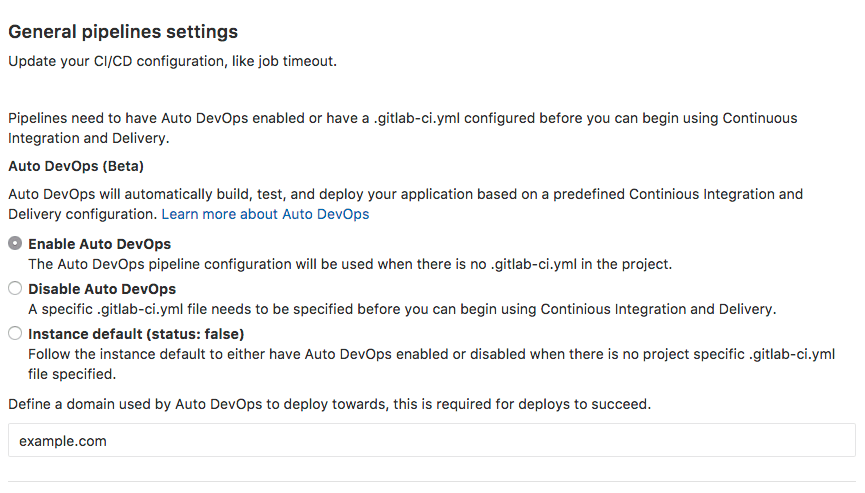 General pipelines settings
Update your CI/CD configuration, like job timeout.
Pipelines need to have Auto DevOps enabled or have a .gitlab-ci.yml configured before you can begin using Continuous
Integration and Delivery.
Auto DevOps (Beta)
Auto DevOps will automatically build, test, and deploy your application based on a predefined Continious Integration and
Delivery configuration. Learn more about Auto DevOps
Enable Auto DevOps
The Auto DevOps pipeline configuration will be used when there is no .gitlab-ci.yml in the project.
Disable Auto DevOps
A specific .gitlab-ci.yml file needs to be specified before you can begin using Continious Integration and Delivery.
Instance default (status: false)
Follow the instance default to either have Auto DevOps enabled or disabled when there is no project specific .gitlab-ci.yml
file specified.
Define a domain used by Auto DevOps to deploy towards, this is required for deploys to succeed.
example.com